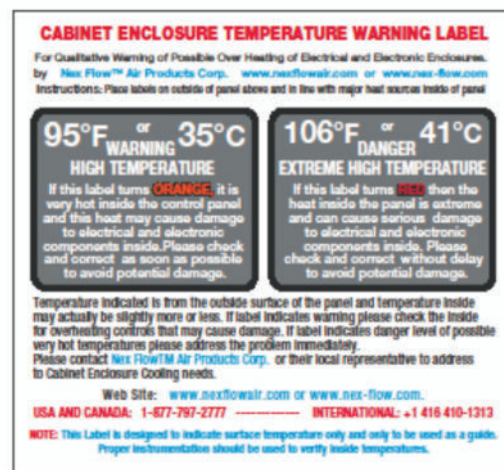 CABINET ENCLOSURE TEMPERATURE WARNING LABEL
For Qualitative Warning of Possible Over Heating of Electrical and Electronic Enclosures.
by Nex Flow™ Air Products Corp. www.nexflowair.com or www.nex-flow.com
Instructions: Place labels on outside of panel above and in line with major heat sources inside of panel
95°F or 35°C
WARNING
HIGH TEMPERATURE
If this label turns ORANGE, it is
very hot inside the control panel
and this heat may cause damage
to electrical and electronic
components inside.Please check
and correct as soon as possible
to avoid potential damage.
106°F or 41°C
DANGER
EXTREME HIGH TEMPERATURE
If this label turns RED then the
heat inside the panel is extreme
and can cause serious damage
to electrical and electronic
components inside. Please
check and correct without delay
to avoid potential damage.
Temperature indicated is from the outside surface of the panel and temperature inside
may actually be slightly more or less. If label indicates warning please check the inside
for overheating controls that may cause damage. If label indicates danger level of possible
very hot temperatures please address the problem immediately.
Please contact Nex FlowTM Air Products Corp. or their local representative to address
to Cabinet Enclosure Cooling needs.
Web Site: www.nexflowair.com or www.nex-flow.com.
USA AND CANADA: 1-877-797-2777 -------------- INTERNATIONAL: +1 416 410-1313
NOTE: This Label is designed to indicate surface temperature only and only to be used as a guide.
Proper instrumentation should be used to verify inside temperatures.